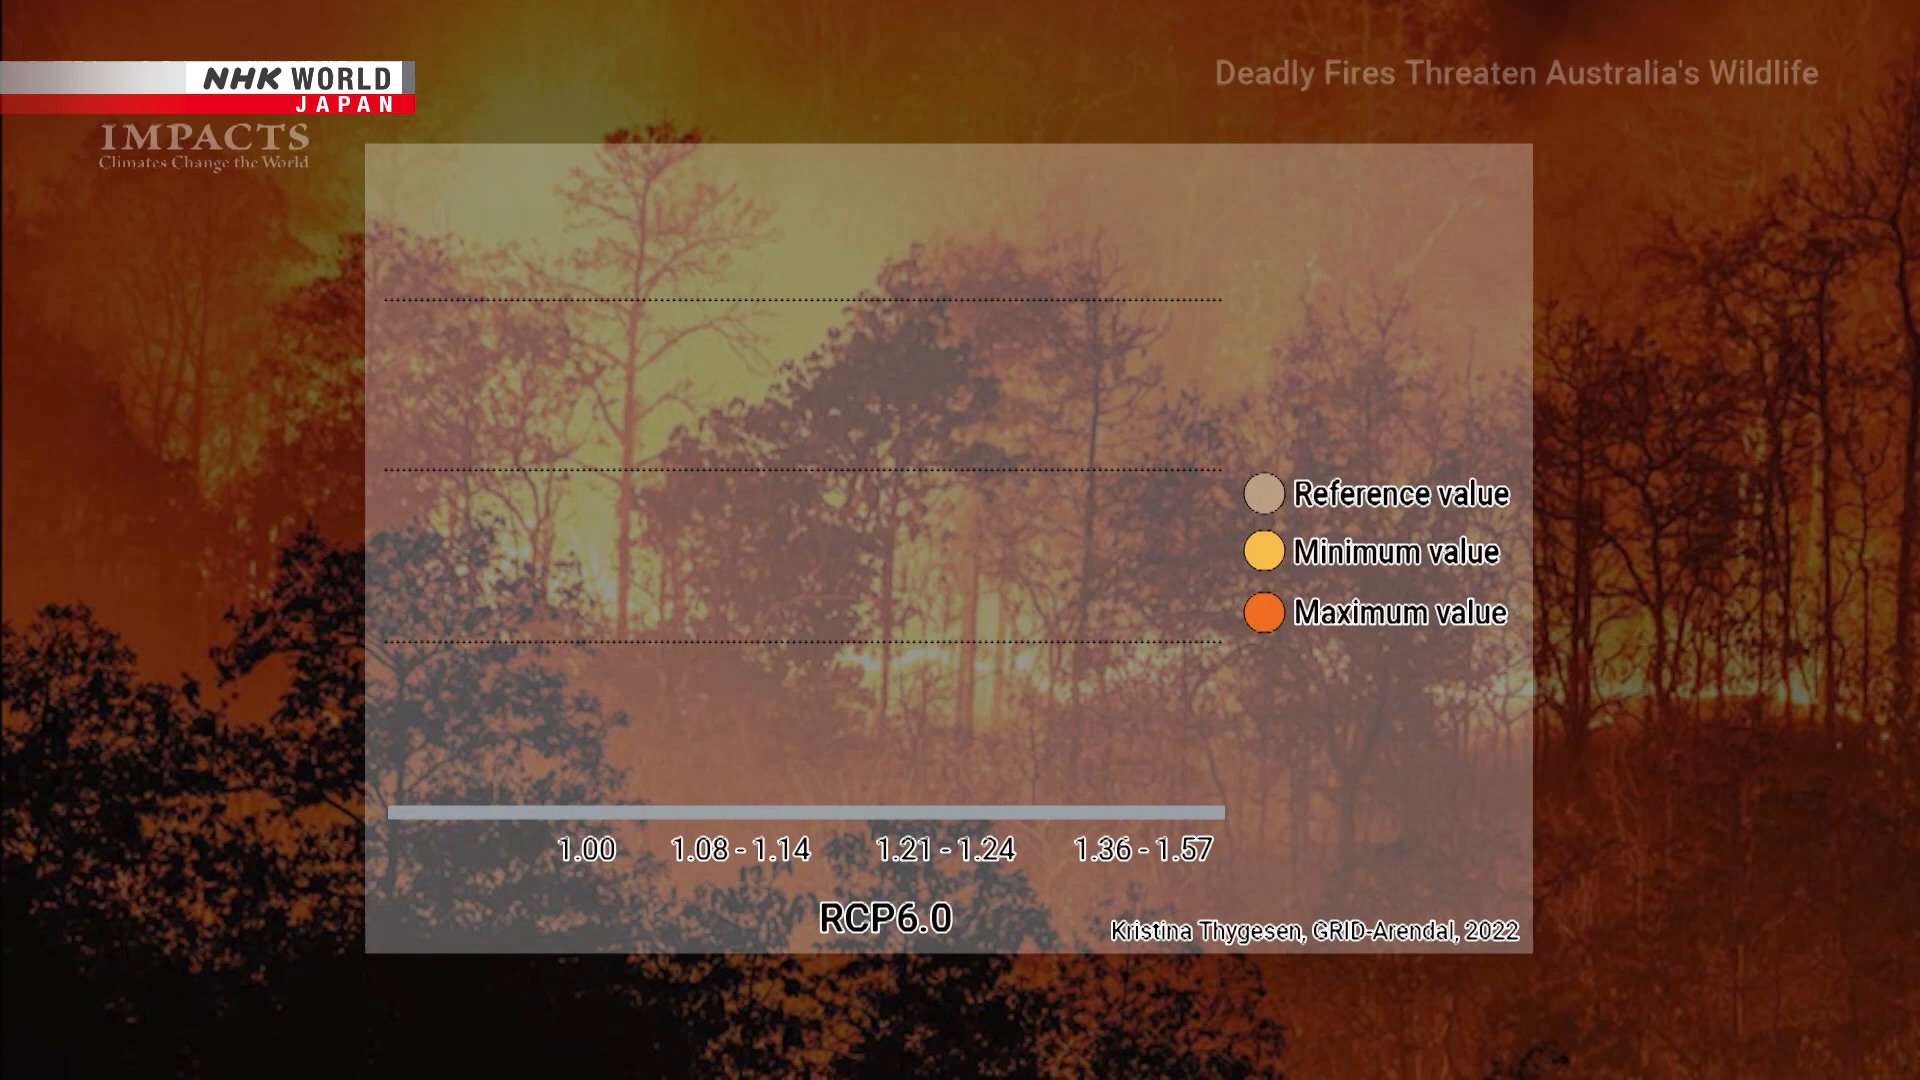 NHK WORLD
JAPAN
Deadly Fires Threaten Australia's Wildlife
IMPACTS
Climates Change the World
Reference value
Minimum value
Maximum value
1.00
1.08 - 1.14
1.21 - 1.24
1.36 - 1.57
RCP6.0
Kristina Thygesen, GRID-Arendal, 2022